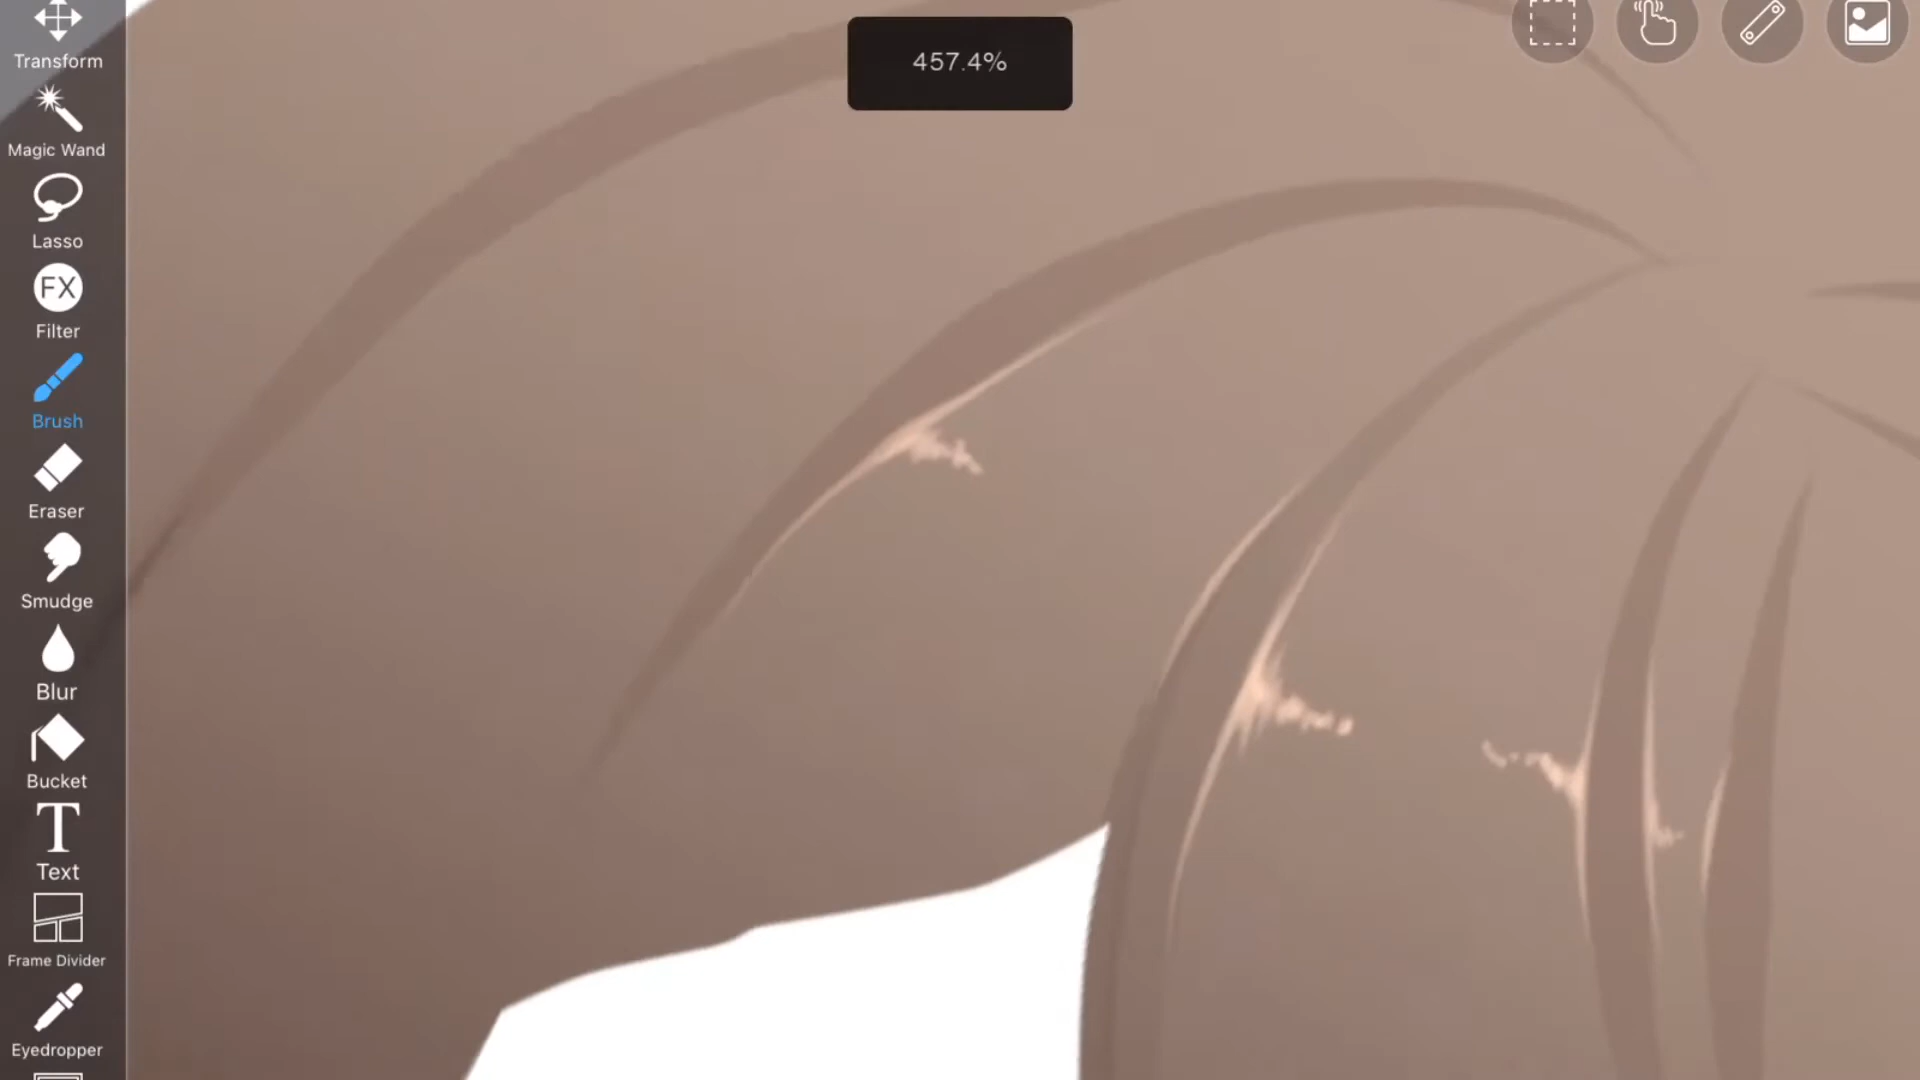 457.4%
Transform
Magic Wand
Lasso
FX
Filter
Brush
Eraser
Smudge
Blur
Bucket
T
Text
Frame Divider
Eyedropper